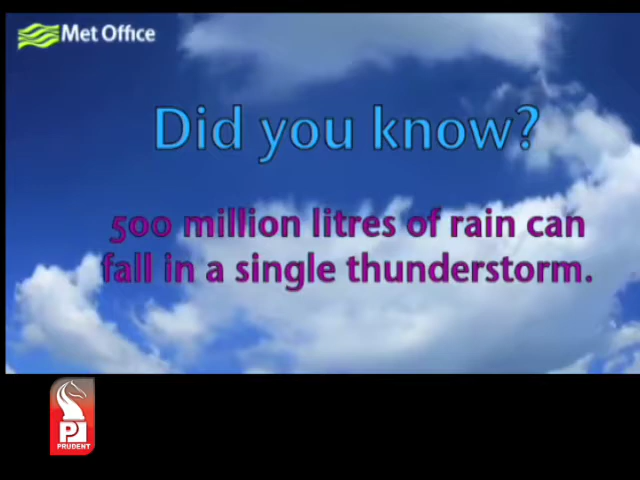 Met Office
Did you know?
500 million litres of rain can
fall in a single thunderstorm.
P
PRUDENT